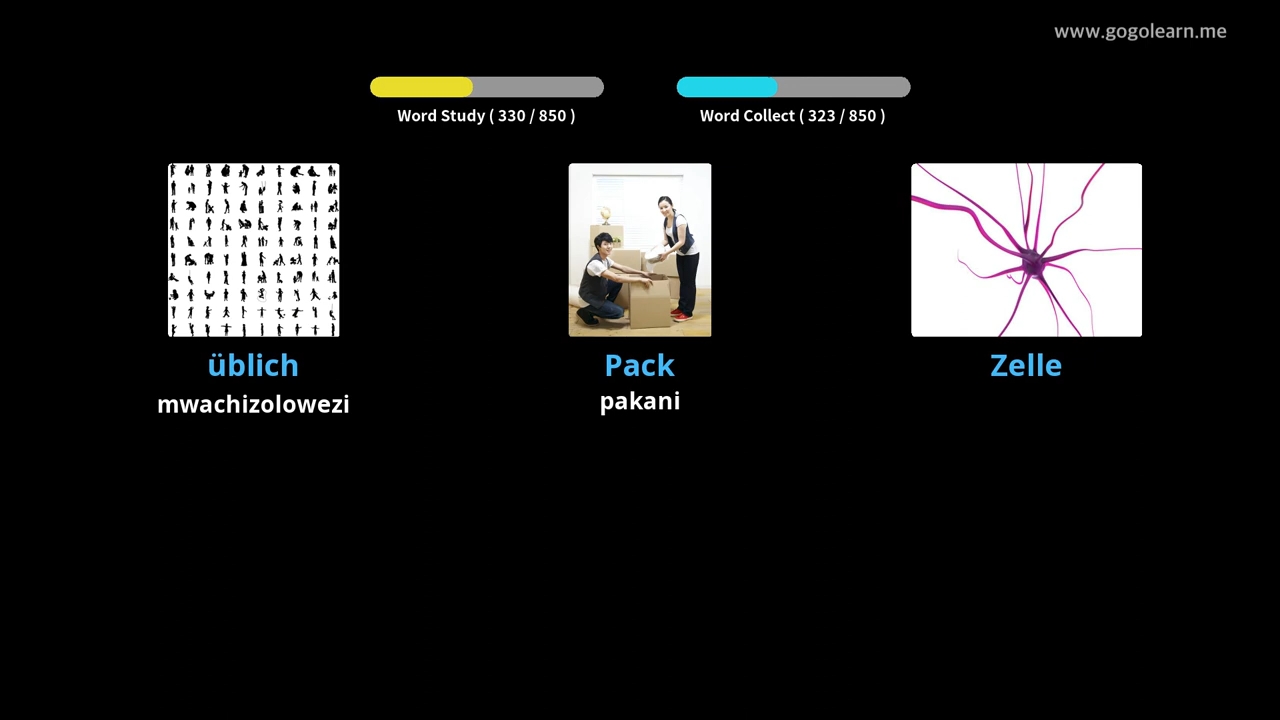 www.gogolearn.me
Word Study ( 330 / 850 )
Word Collect ( 323 / 850 )
üblich
Pack
Zelle
mwachizolowezi
pakani